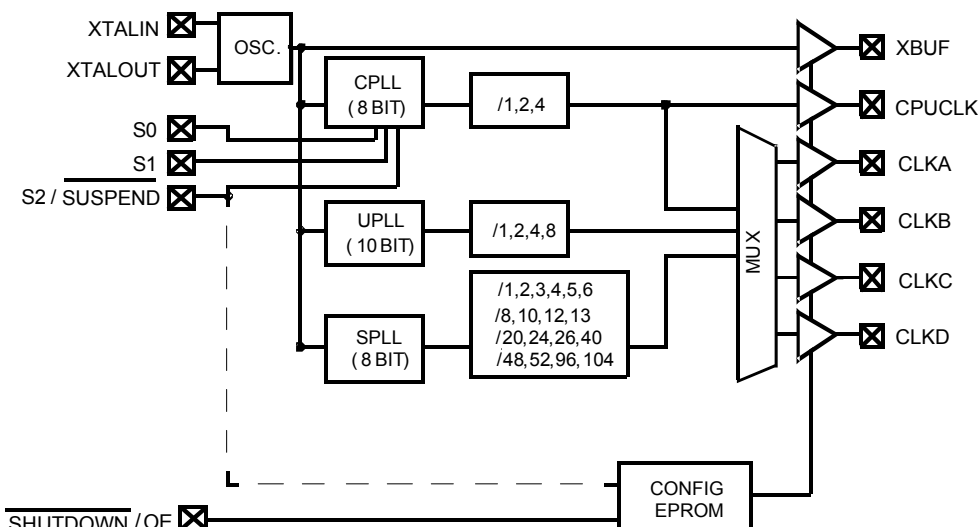 XTALIN
XTALOUT
OSC.
S0
S1
S2 / SUSPEND
CPLL
( 8 BIT)
/1,2,4
UPLL
( 10 BIT)
/1,2,4,8
SPLL
( 8 BIT)
/1,2,3,4,5,6
/8,10,12,13
/20,24,26,40
/48,52,96,104
MUX
XBUF
CPUCLK
CLKA
CLKB
CLKC
CLKD
CONFIG
EPROM
SHUTDOWN / OE